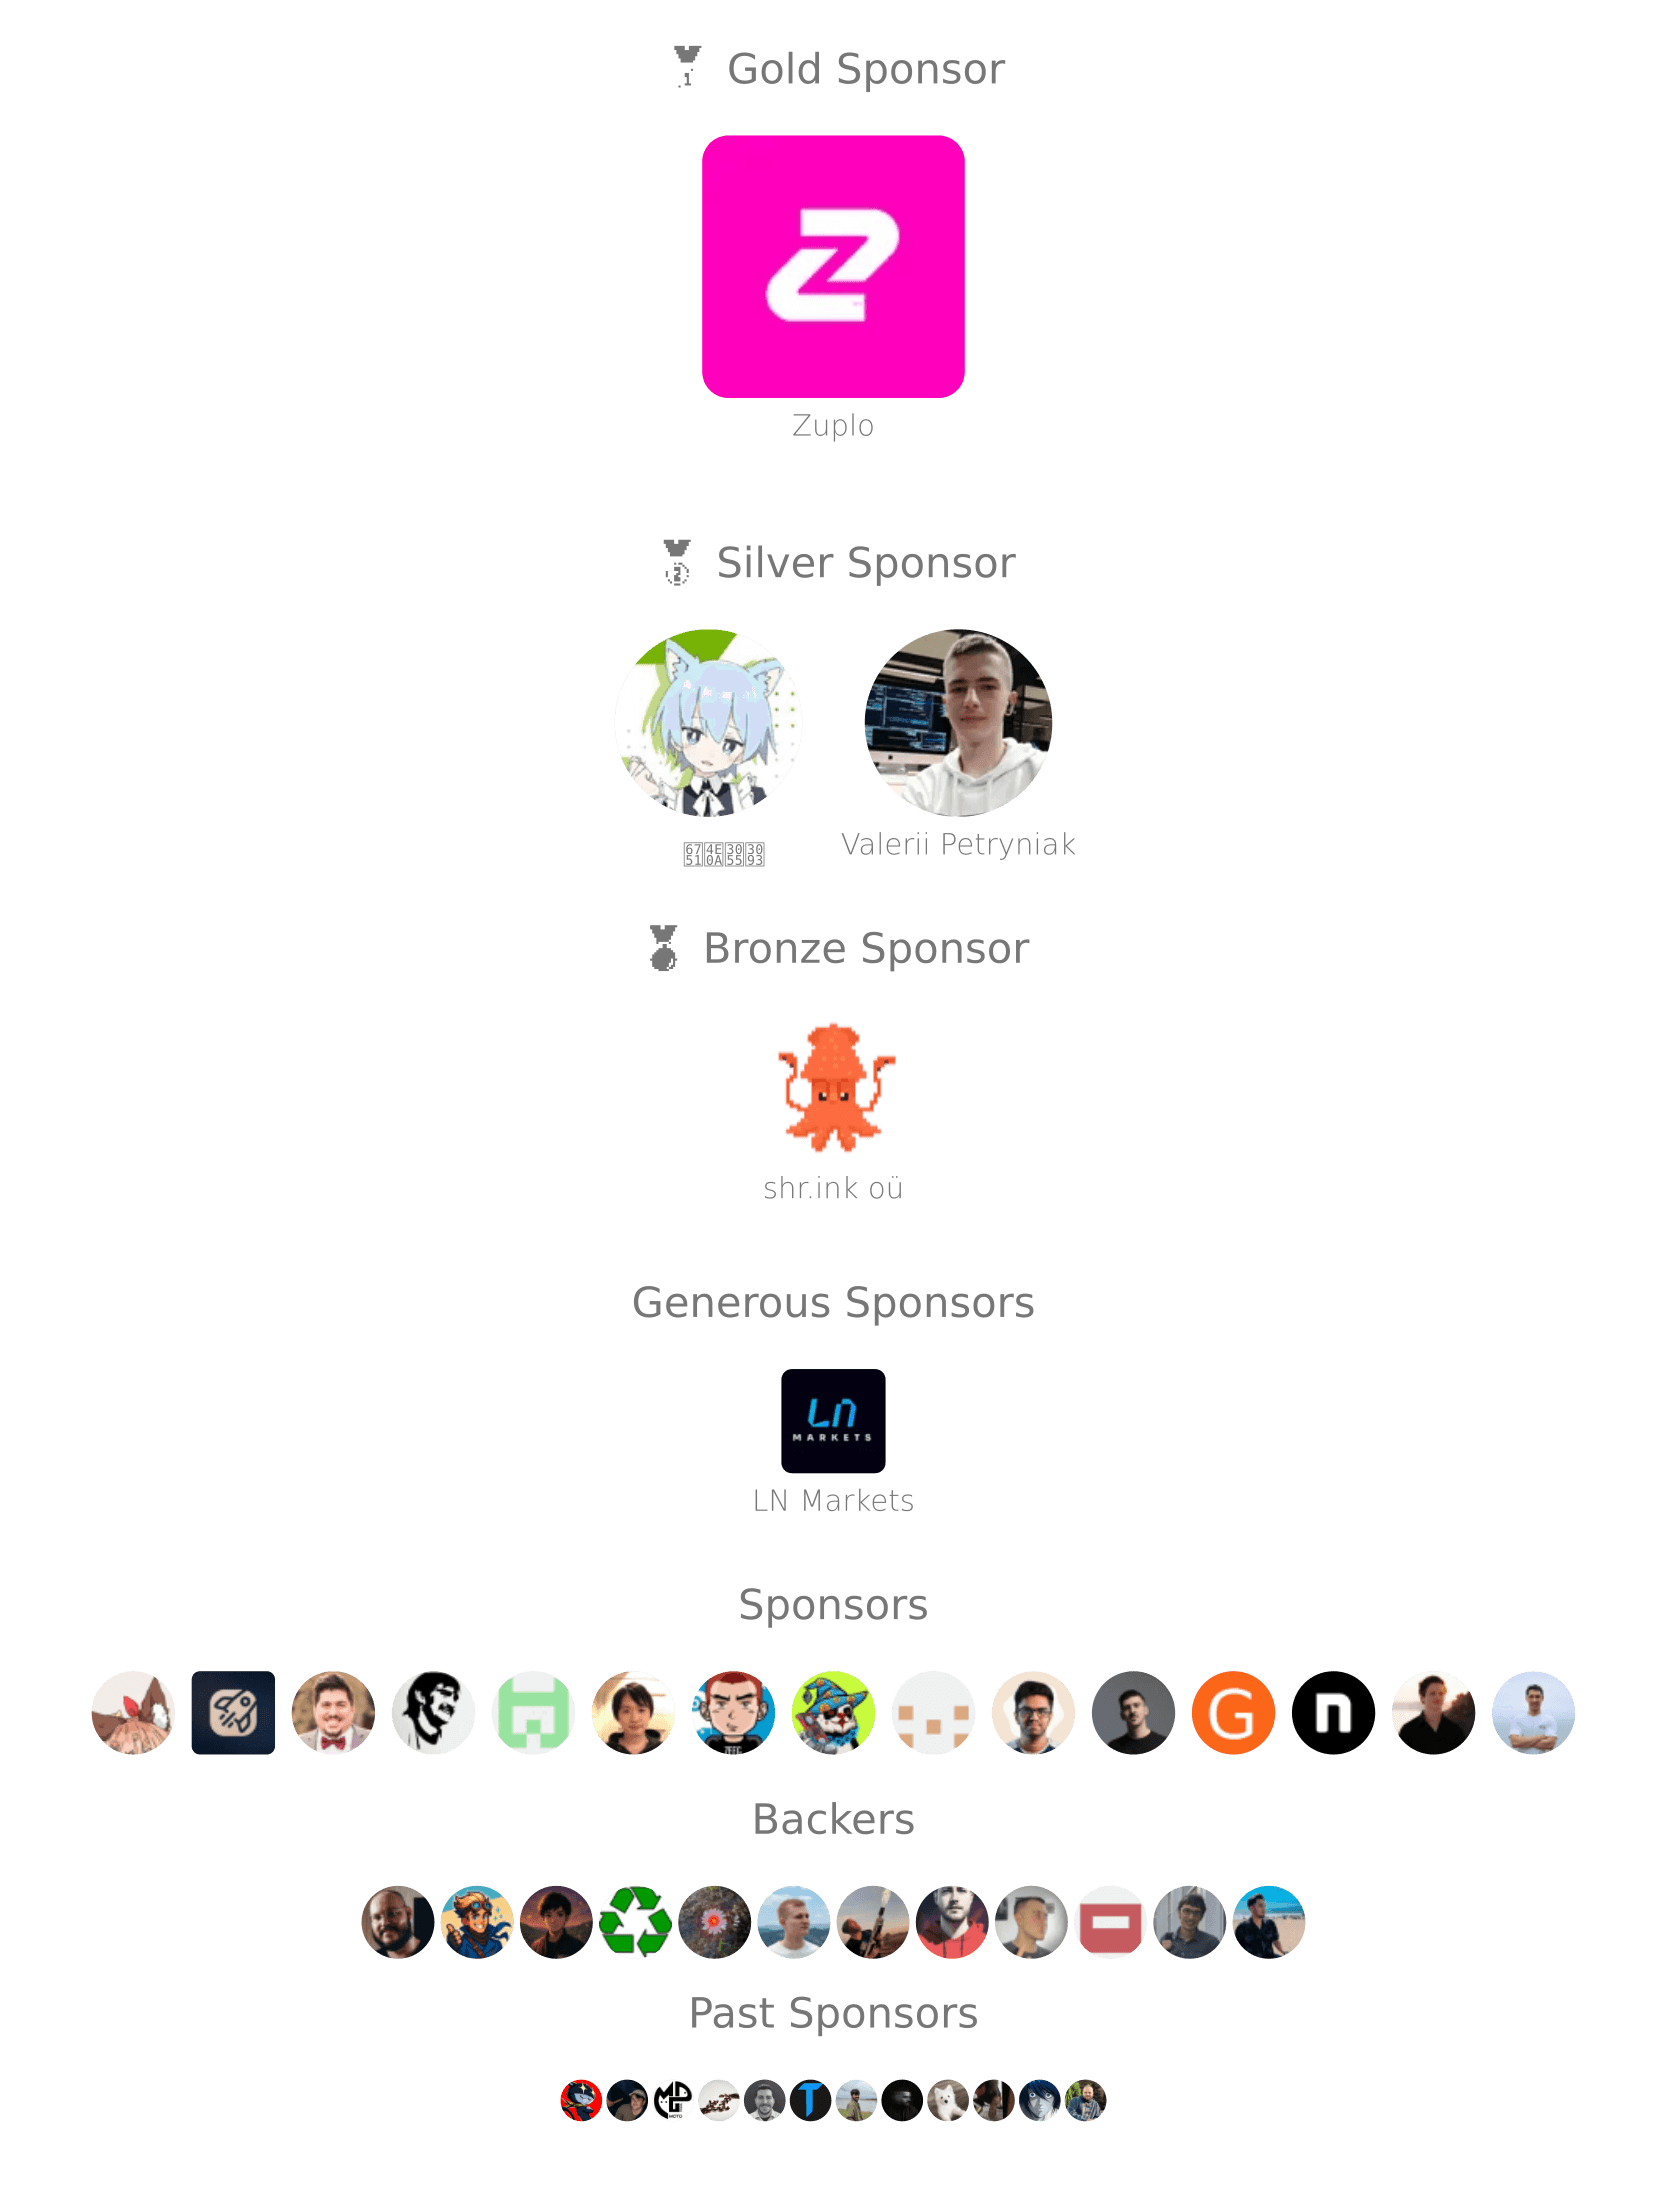 Gold Sponsor
Zuplo
Silver Sponsor
Valerii Petryniak
Bronze Sponsor
shr.ink oü
Generous Sponsors
Ln
MARKETS
LN Markets
Sponsors
G n
Backers
Past Sponsors